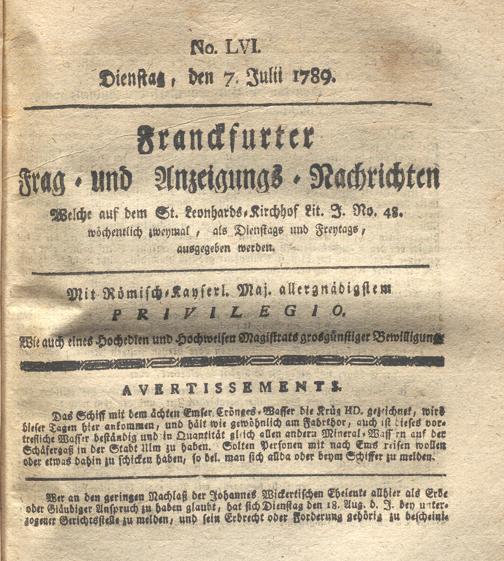 No. LVI.
Dienstag, den 7. Julii 1789.
Franckfurter
Frag- und Anzeigungs-Nachrichten
Welche auf dem St. Leonhards-Kirchhof Lit. J. No. 48.
wöchentlich zweymal, als Dienstags und Freytags,
ausgegeben werden.
Mit Römisch-Kayserl. Maj. allergnädigstem
PRIVILEGIO.
Wie auch eines Hochedlen und Hochweisen Magistrats grosgünstiger Bewilligung.
AVERTISSEMENTS.
Das Schiff mit dem ächten Emser Crönges-Wasser die Krüg HD. gezeichnet, wird
dieser Tagen hier ankommen, und hält wie gewöhnlich am Fahrthor, auch ist dieses vor-
trefliche Wasser beständig und in Quantität gleich allen andern Mineral-Wassern auf der
Schäfergaß in der Stadt Ulm zu haben. Solten Personen mit nach Ems reisen wollen
oder etwas dahin zu schicken haben, so bel. man sich allda oder beym Schiffer zu melden.
Wer an den geringen Nachlaß der Johannes Wickertischen Eheleute allhier als Erbe
oder Gläubiger Anspruch zu haben glaubt, hat sich Dienstag den 18. Aug. d. J. bey unter-
zogener Gerichtsstelle zu melden, und sein Erbrecht oder Forderung gehörig zu bescheini-